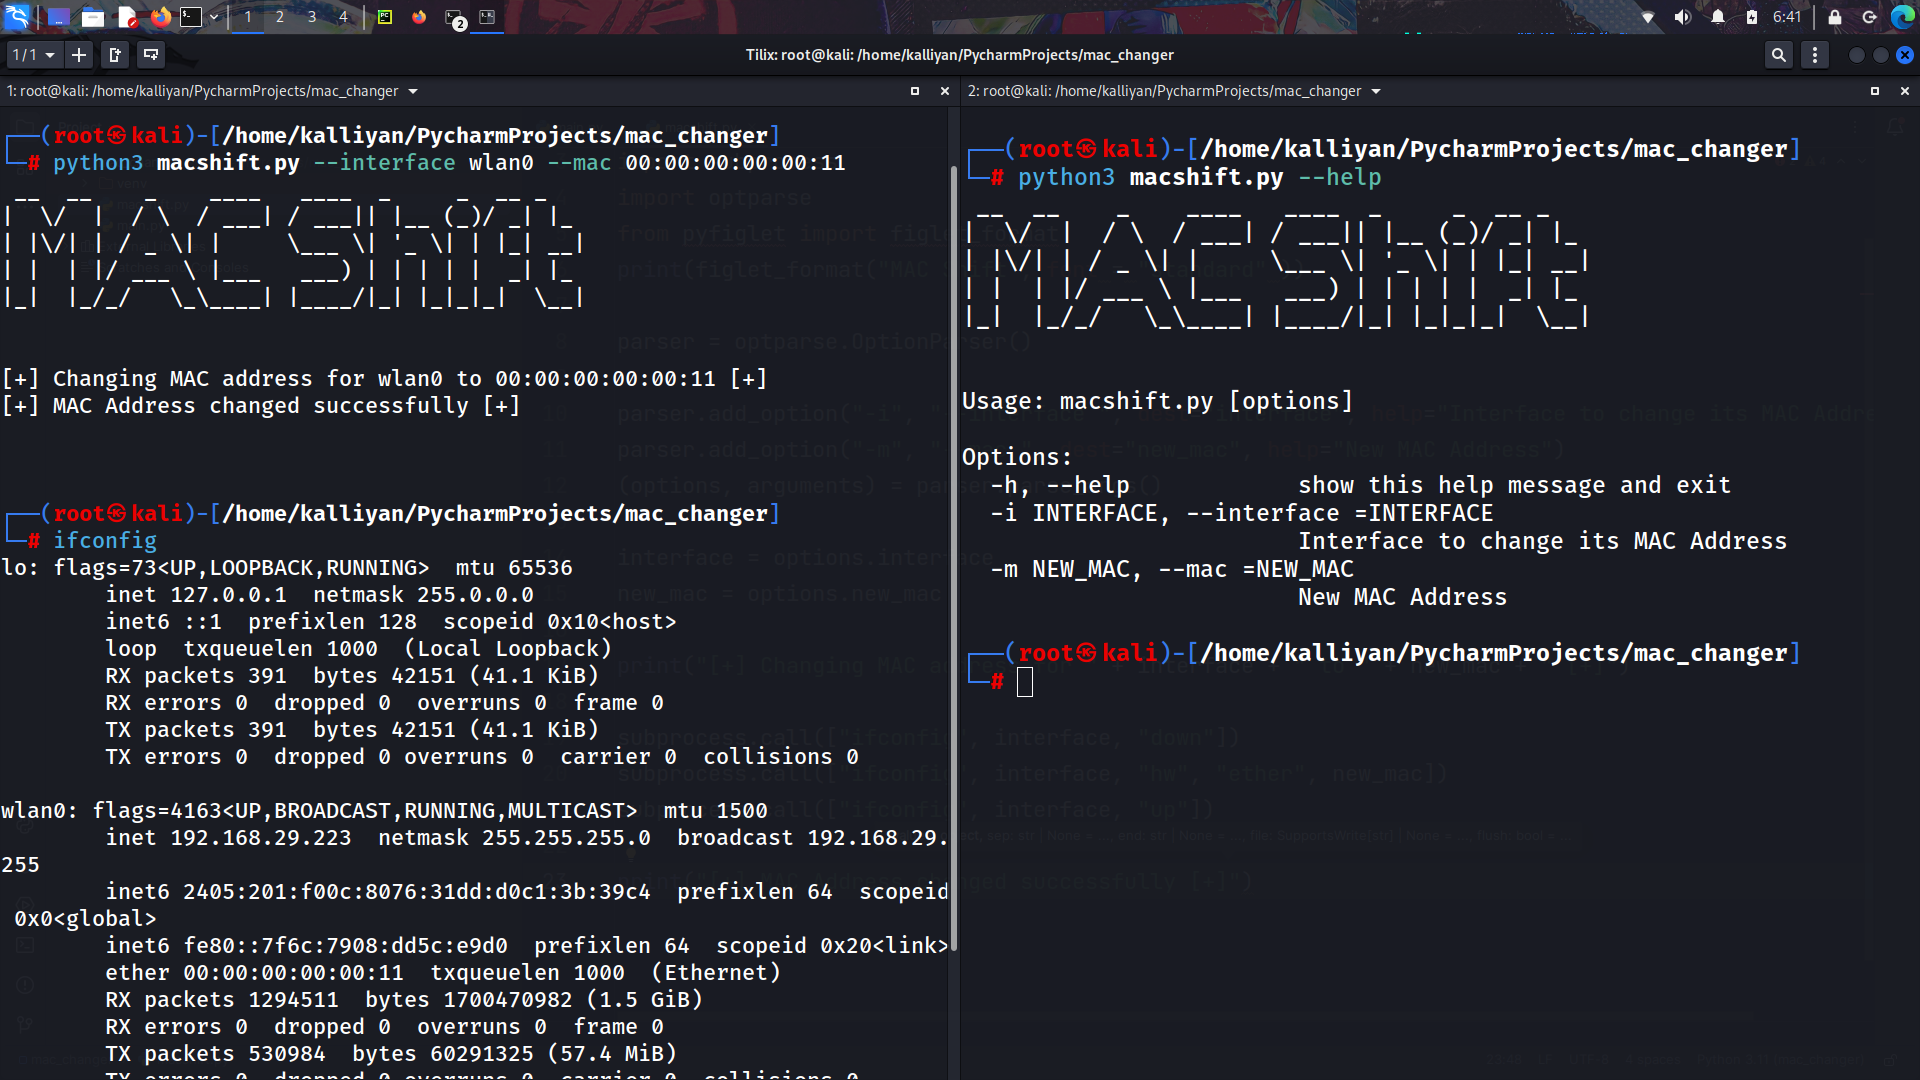 1 2 3 4
2
6:41
1/1
Tilix: root@kali: /home/kalliyan/PycharmProjects/mac_changer
1: root@kali: /home/kalliyan/PycharmProjects/mac_changer
(root㉿kali)-[/home/kalliyan/PycharmProjects/mac_changer]
# python3 macshift.py --interface wlan0 --mac 00:00:00:00:00:11
MAC Shift
[+] Changing MAC address for wlan0 to 00:00:00:00:00:11 [+]
[+] MAC Address changed successfully [+]
(root㉿kali)-[/home/kalliyan/PycharmProjects/mac_changer]
# ifconfig
lo: flags=73<UP,LOOPBACK,RUNNING>  mtu 65536
inet 127.0.0.1  netmask 255.0.0.0
inet6 ::1  prefixlen 128  scopeid 0x10<host>
loop  txqueuelen 1000  (Local Loopback)
RX packets 391  bytes 42151 (41.1 KiB)
RX errors 0  dropped 0  overruns 0  frame 0
TX packets 391  bytes 42151 (41.1 KiB)
TX errors 0  dropped 0 overruns 0  carrier 0  collisions 0
wlan0: flags=4163<UP,BROADCAST,RUNNING,MULTICAST>  mtu 1500
inet 192.168.29.223  netmask 255.255.255.0  broadcast 192.168.29.
255
inet6 2405:201:f00c:8076:31dd:d0c1:3b:39c4  prefixlen 64  scopeid
0x0<global>
inet6 fe80::7f6c:7908:dd5c:e9d0  prefixlen 64  scopeid 0x20<link>
ether 00:00:00:00:00:11  txqueuelen 1000  (Ethernet)
RX packets 1294511  bytes 1700470982 (1.5 GiB)
RX errors 0  dropped 0  overruns 0  frame 0
TX packets 530984  bytes 60291325 (57.4 MiB)
TX errors 0  dropped 0 overruns 0  carrier 0  collisions 0
2: root@kali: /home/kalliyan/PycharmProjects/mac_changer
(root㉿kali)-[/home/kalliyan/PycharmProjects/mac_changer]
# python3 macshift.py --help
MAC Shift
Usage: macshift.py [options]
Options:
-h, --help            show this help message and exit
-i INTERFACE, --interface =INTERFACE
Interface to change its MAC Address
-m NEW_MAC, --mac =NEW_MAC
New MAC Address
(root㉿kali)-[/home/kalliyan/PycharmProjects/mac_changer]
#